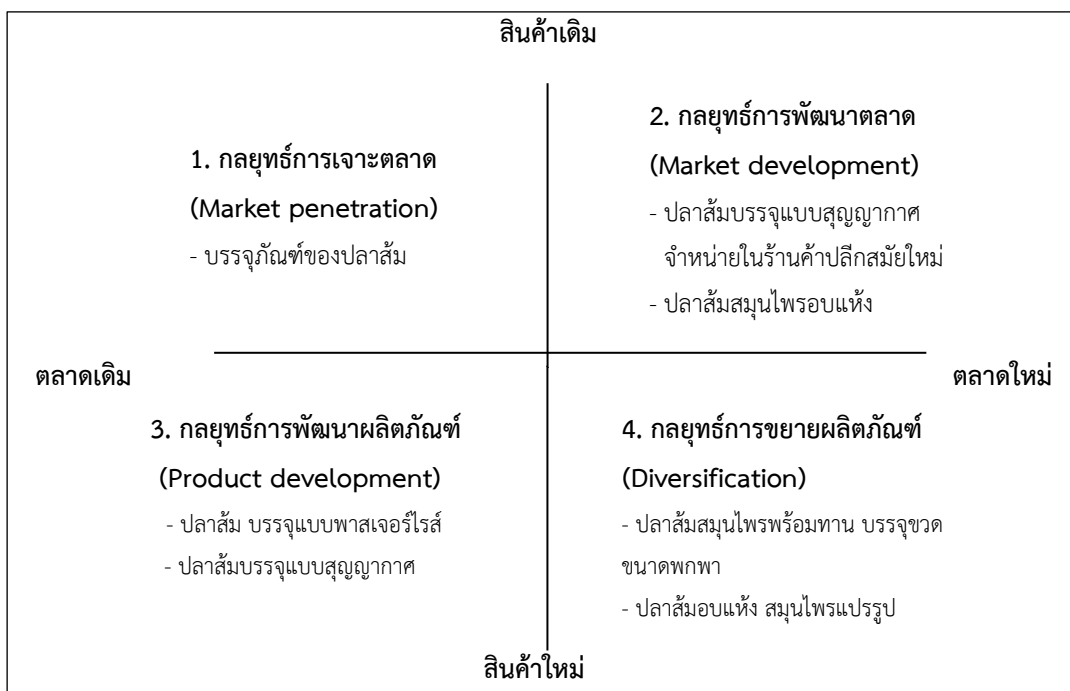 สินค้าเดิม
1. กลยุทธ์การเจาะตลาด
(Market penetration)
- บรรจุภัณฑ์ของปลาส้ม
2. กลยุทธ์การพัฒนาตลาด
(Market development)
- ปลาส้มบรรจุแบบสุญญากาศ
จำหน่ายในร้านค้าปลีกสมัยใหม่
- ปลาส้มสมุนไพรอบแห้ง
ตลาดเดิม
ตลาดใหม่
3. กลยุทธ์การพัฒนาผลิตภัณฑ์
(Product development)
- ปลาส้ม บรรจุแบบพาสเจอร์ไรส์
- ปลาส้มบรรจุแบบสุญญากาศ
4. กลยุทธ์การขยายผลิตภัณฑ์
(Diversification)
- ปลาส้มสมุนไพรพร้อมทาน บรรจุขวด
ขนาดพกพา
- ปลาส้มอบแห้ง สมุนไพรแปรรูป
สินค้าใหม่